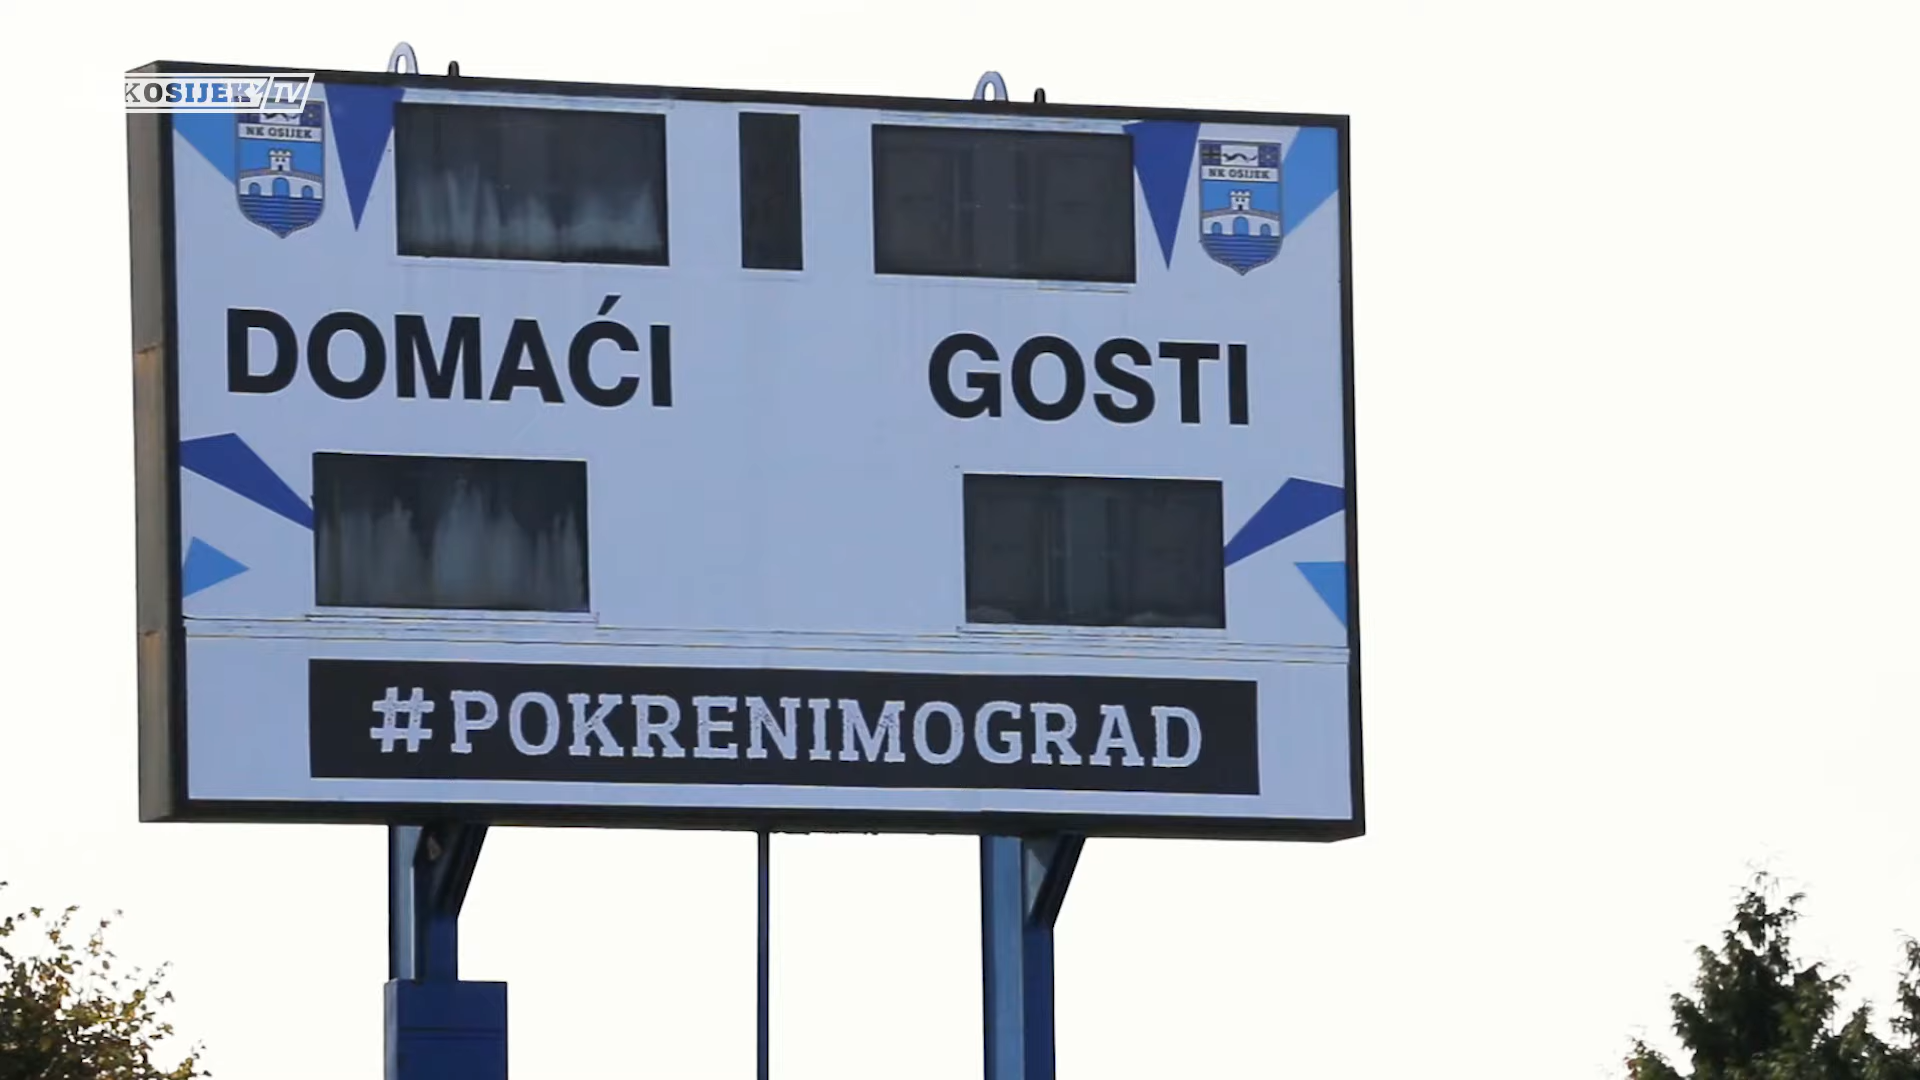 KOSIJEK TV
NK OSIJEK
NK OSIJEK
DOMAĆI
GOSTI
#POKRENIMOGRAD